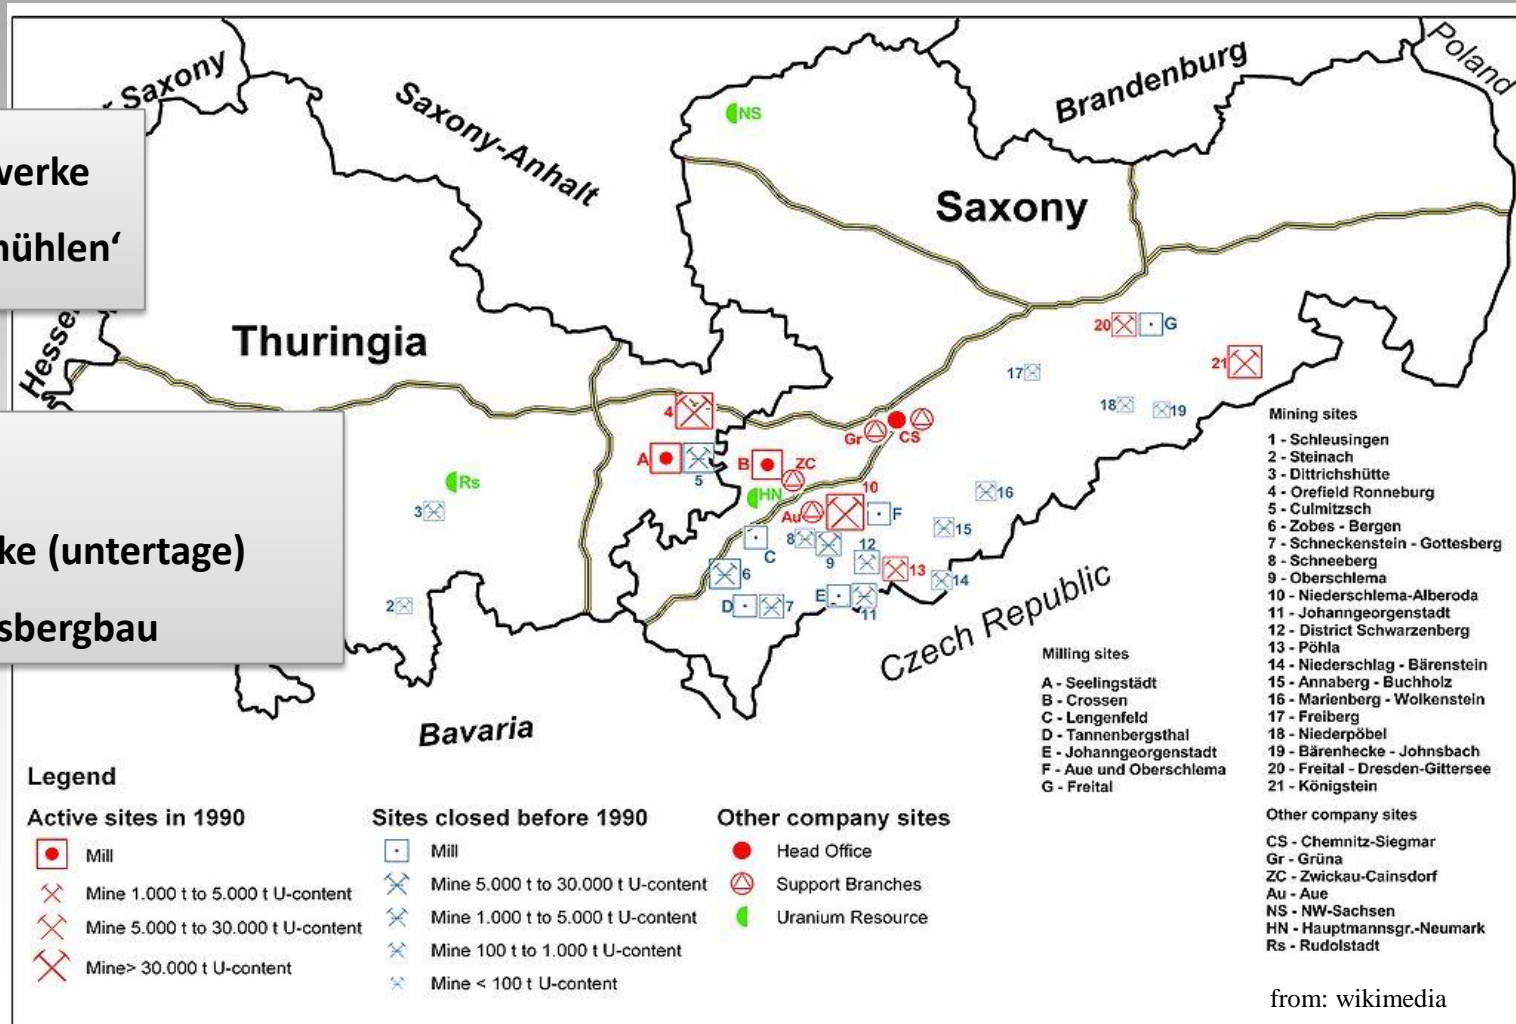 Poland
Saxony
Saxony-Anhalt
Brandenburg
NS
Saxony
werke
mühlen‘
Hesse
Thuringia
20
G
21
17
18
19
4
Gr
CS
A
5
B
ZC
10
Rs
HN
16
3
Au
F
15
ke (untertage)
8
12
C
9
13
6
14
2
D
7
E
11
sbergbau
Czech Republic
Bavaria
Mining sites
1 - Schleusingen
2 - Steinach
3 - Dittrichshütte
4 - Orefield Ronneburg
5 - Culmitzsch
6 - Zobes - Bergen
7 - Schneckenstein - Gottesberg
8 - Schneeberg
9 - Oberschlema
10 - Niederschlema-Alberoda
11 - Johanngeorgenstadt
12 - District Schwarzenberg
13 - Pöhla
14 - Niederschlag - Bärenstein
15 - Annaberg - Buchholz
16 - Marienberg - Wolkenstein
17 - Freiberg
18 - Niederpöbel
19 - Bärenhecke - Johnsbach
20 - Freital - Dresden-Gittersee
21 - Königstein
Milling sites
A - Seelingstädt
B - Crossen
C - Lengenfeld
D - Tannenbergsthal
E - Johanngeorgenstadt
F - Aue und Oberschlema
G - Freital
Other company sites
CS - Chemnitz-Siegmar
Gr - Grüna
ZC - Zwickau-Cainsdorf
Au - Aue
NS - NW-Sachsen
HN - Hauptmannsgr.-Neumark
Rs - Rudolstadt
Legend
Active sites in 1990
Mill
Mine 1.000 t to 5.000 t U-content
Mine 5.000 t to 30.000 t U-content
Mine> 30.000 t U-content
Sites closed before 1990
Mill
Mine 5.000 t to 30.000 t U-content
Mine 1.000 t to 5.000 t U-content
Mine 100 t to 1.000 t U-content
Mine < 100 t U-content
Other company sites
Head Office
Support Branches
Uranium Resource
from: wikimedia